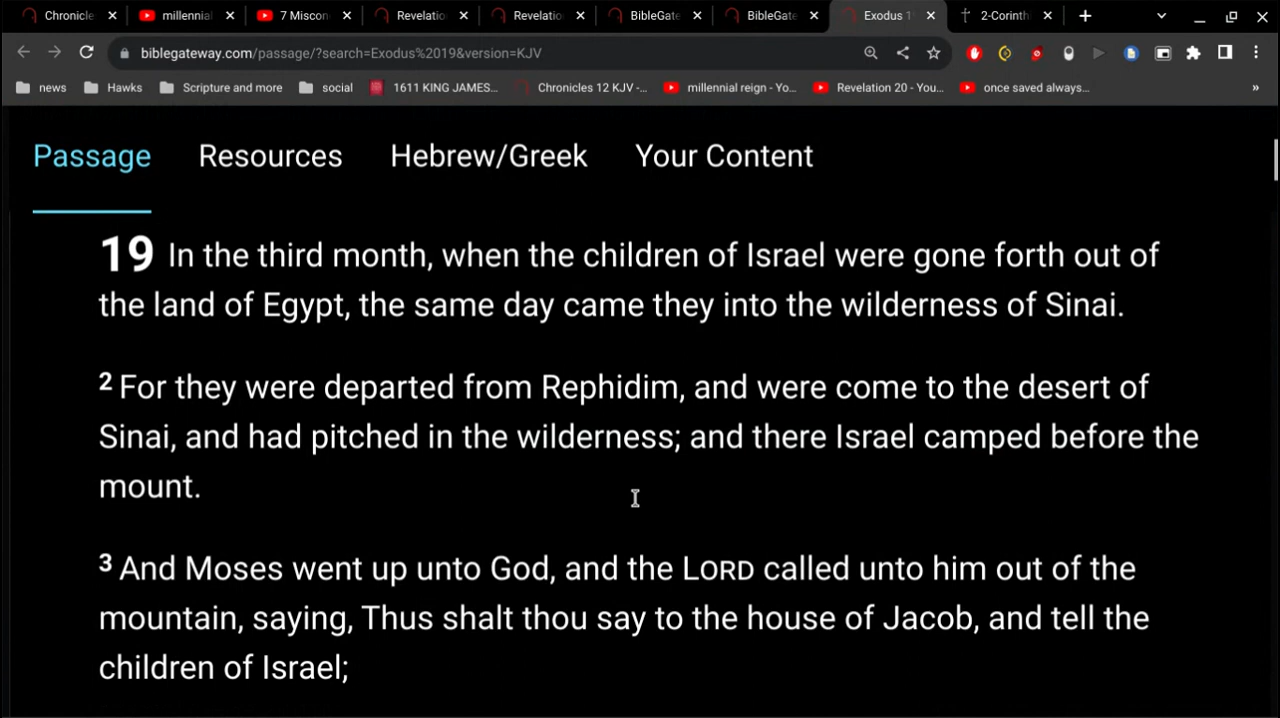 Chronicle millennial 7 Miscon Revelatio Revelatio BibleGate BibleGate Exodus 1 2-Corinth
biblegateway.com/passage/?search=Exodus%2019&version=KJV
news Hawks Scripture and more social 1611 KING JAMES... Chronicles 12 KJV -... millennial reign - Yo... Revelation 20 - You... once saved always... »
Passage Resources Hebrew/Greek Your Content
19 In the third month, when the children of Israel were gone forth out of
the land of Egypt, the same day came they into the wilderness of Sinai.
2 For they were departed from Rephidim, and were come to the desert of
Sinai, and had pitched in the wilderness; and there Israel camped before the
mount.
3 And Moses went up unto God, and the LORD called unto him out of the
mountain, saying, Thus shalt thou say to the house of Jacob, and tell the
children of Israel;